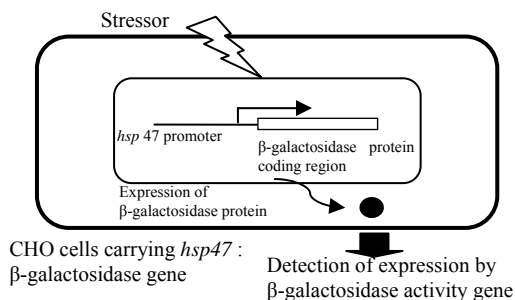 Stressor
hsp 47 promoter
β-galactosidase protein
coding region
Expression of
β-galactosidase protein
CHO cells carrying hsp47 :
β-galactosidase gene
Detection of expression by
β-galactosidase activity gene